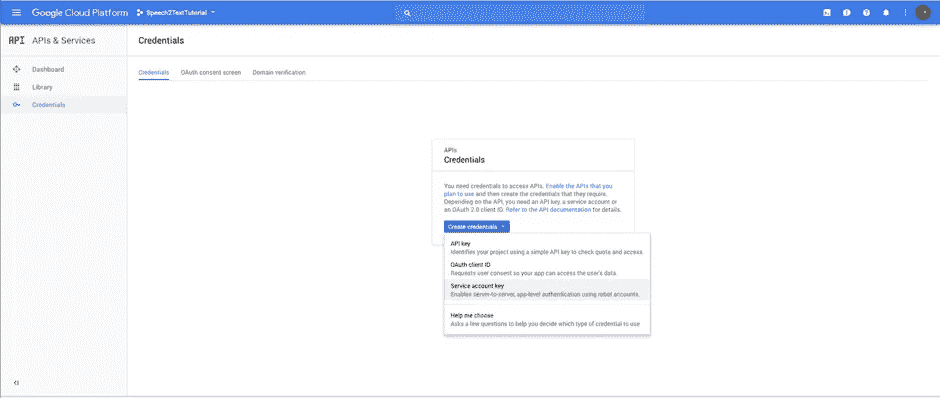 Google Cloud Platform Speech2TextTutorial
API APIs & Services
Credentials
Dashboard
Library
Credentials
Credentials OAuth consent screen Domain verification
APIs
Credentials
You need credentials to access APIs. Enable the APIs that you
plan to use and then create the credentials that they require.
Depending on the API, you need an API key, a service account or
an OAuth 2.0 client ID. Refer to the API documentation for details.
Create credentials
API key
Identifies your project using a simple API key to check quota and access.
OAuth client ID
Requests user consent so your app can access the user's data.
Service account key
Enables server-to-server, app-level authentication using robot accounts.
Help me choose
Asks a few questions to help you decide which type of credential to use